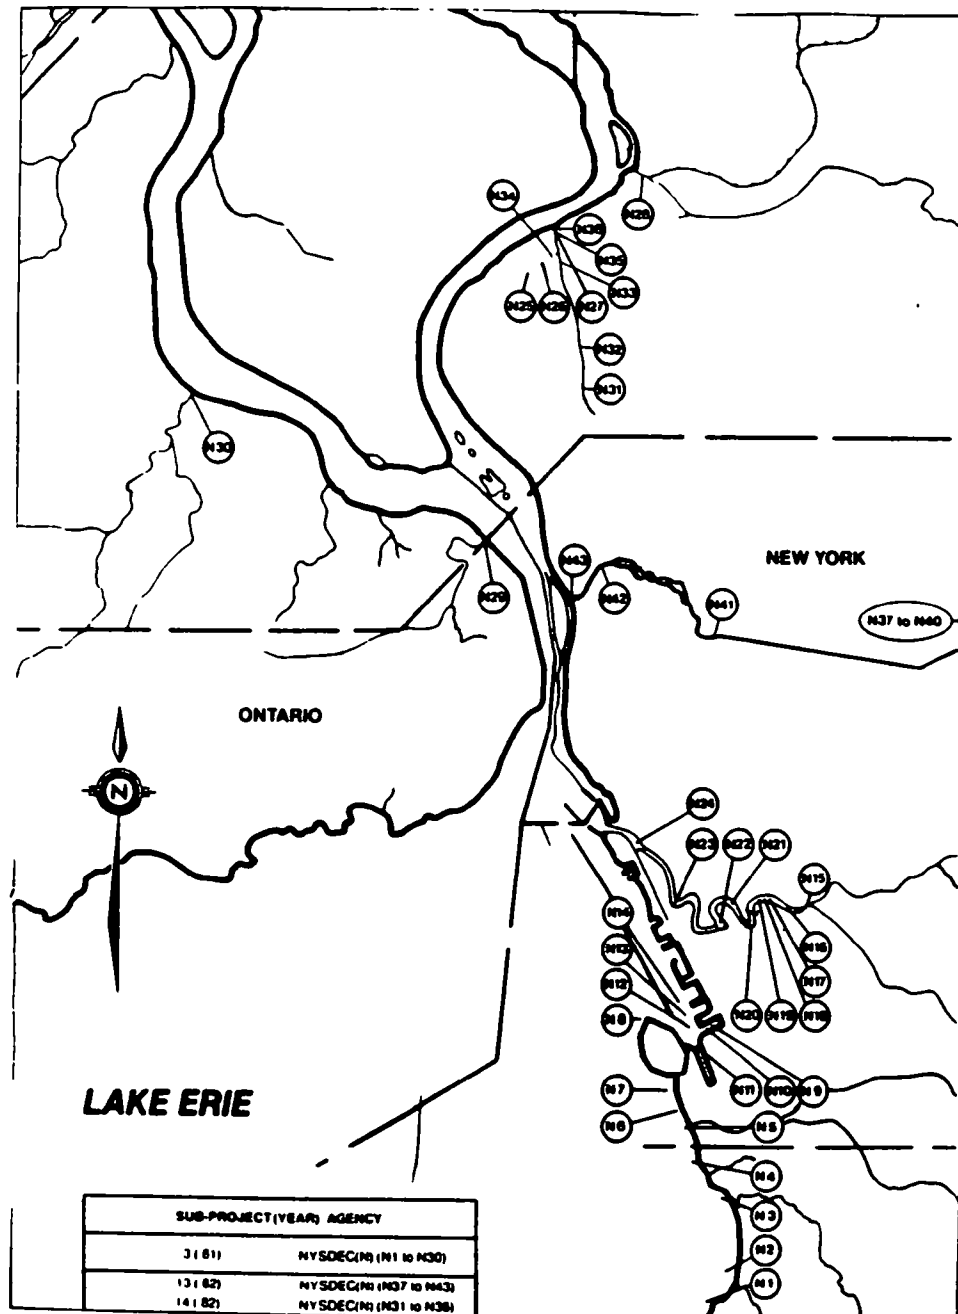 N34
N28
N36
N35
N33
N25
N26
N27
N32
N31
N30
NEW YORK
N43
N42
N29
N41
N37 to N40
ONTARIO
N
N24
N23
N22
N21
N15
N14
N13
N12
N8
N16
N17
N20
N19
N18
LAKE ERIE
N7
N11
N10
N9
N6
N5
N4
N3
N2
N1
SUB-PROJECT(YEAR) AGENCY
3(81) NYSDEC(N) (N1 to N30)
13(82) NYSDEC(N) (N37 to N43)
14(82) NYSDEC(N) (N31 to N36)